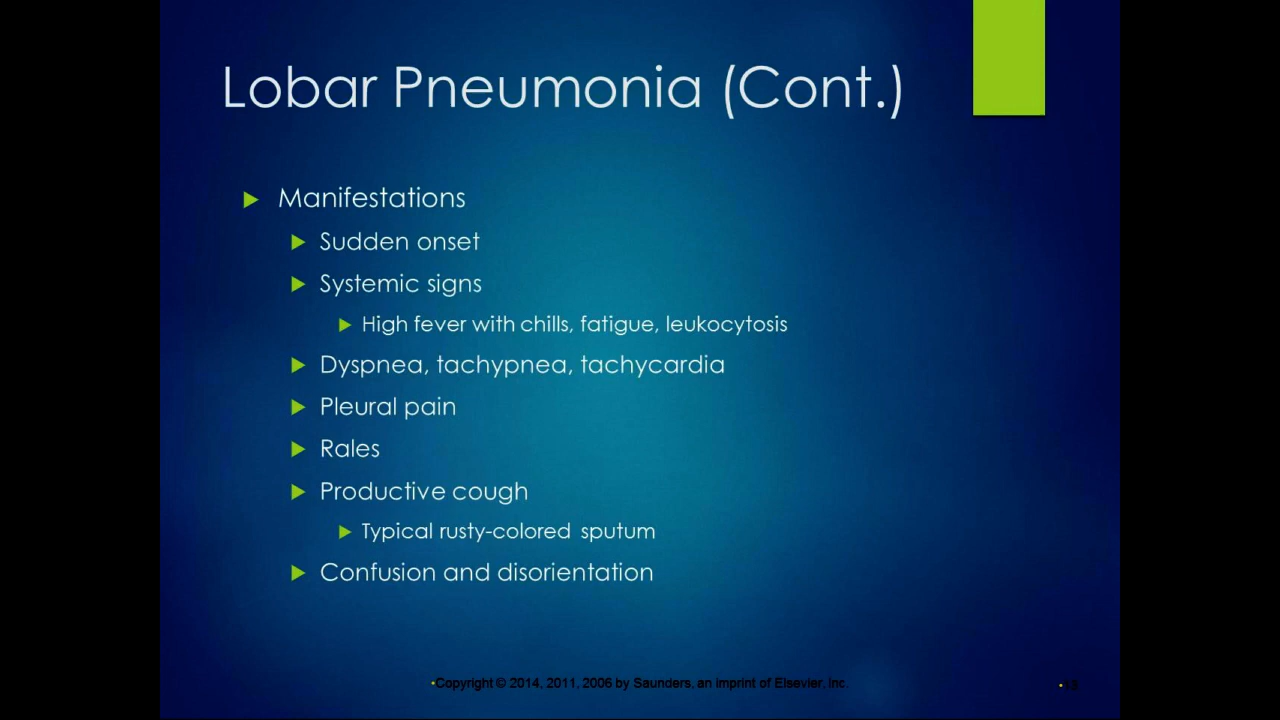 Lobar Pneumonia (Cont.)
Manifestations
Sudden onset
Systemic signs
High fever with chills, fatigue, leukocytosis
Dyspnea, tachypnea, tachycardia
Pleural pain
Rales
Productive cough
Typical rusty-colored sputum
Confusion and disorientation
•Copyright © 2014, 2011, 2006 by Saunders, an imprint of Elsevier, Inc.